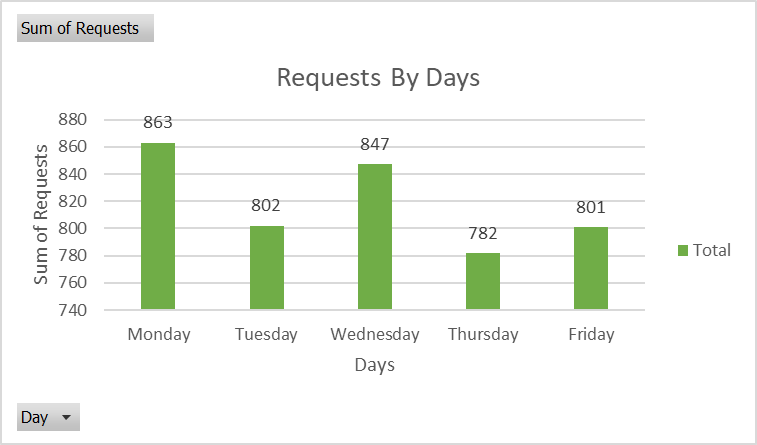 Sum of Requests
Requests By Days
Sum of Requests
880
860
840
820
800
780
760
740
863
802
847
782
801
Monday Tuesday Wednesday Thursday Friday
Days
Total
Day